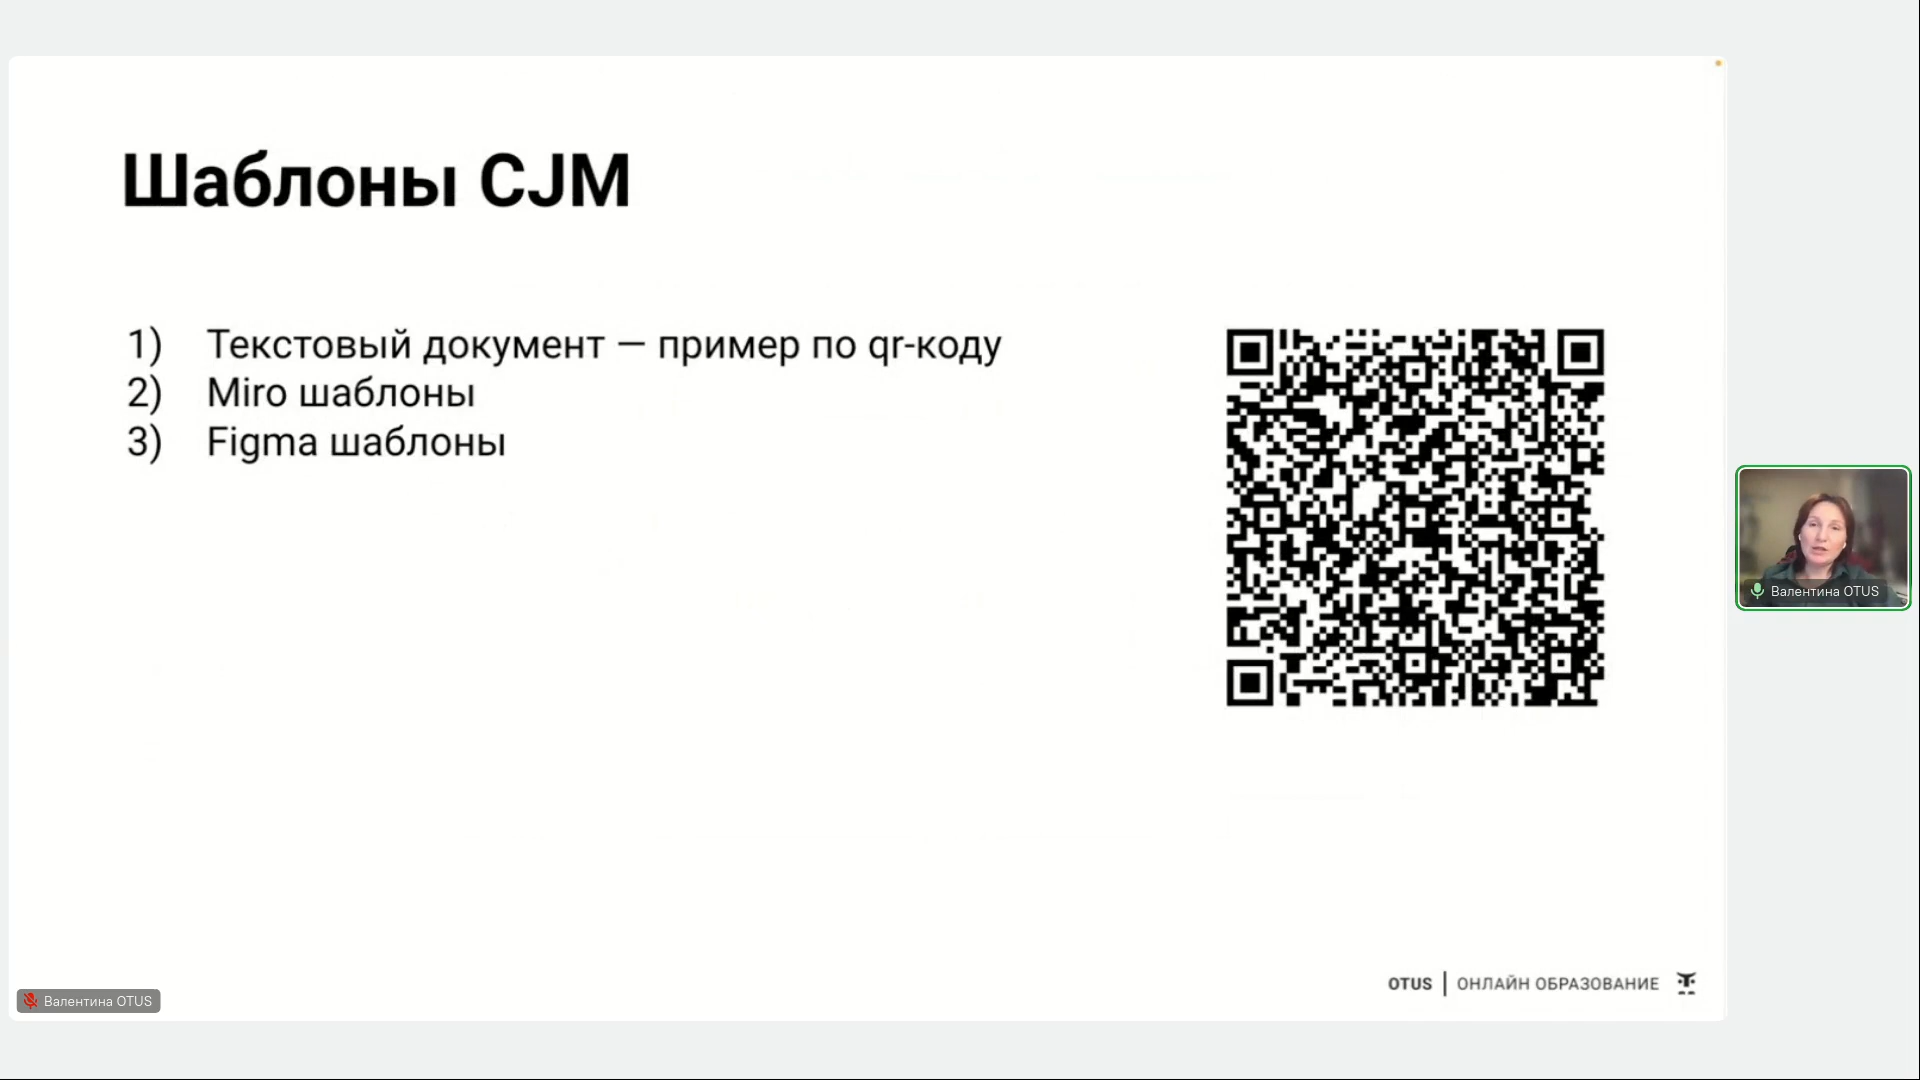 Шаблоны CJM
1) Текстовый документ — пример по qr-коду
2) Miro шаблоны
3) Figma шаблоны
Валентина OTUS
Валентина OTUS
OTUS | ОНЛАЙН ОБРАЗОВАНИЕ